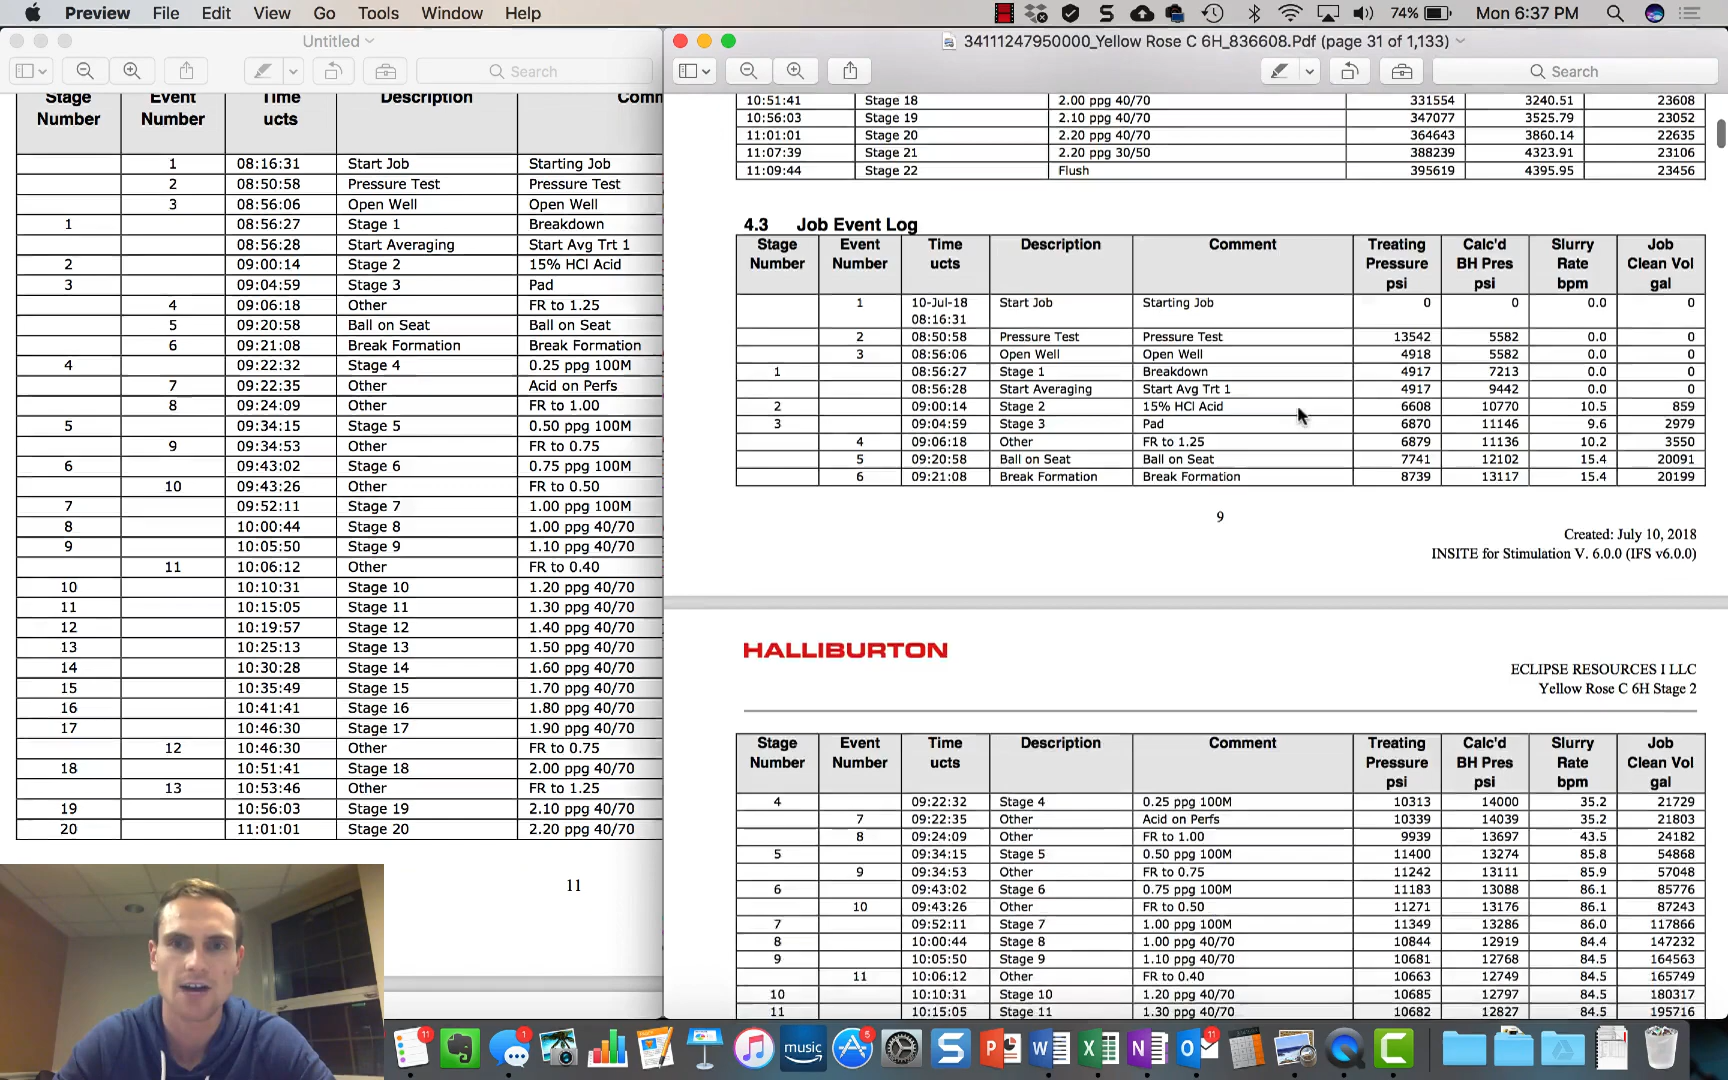 Preview File Edit View Go Tools Window Help 74% Mon 6:37 PM
Untitled
Search
Stage Number Event Number Time ucts Description Comm
1 08:16:31 Start Job Starting Job
2 08:50:58 Pressure Test Pressure Test
3 08:56:06 Open Well Open Well
1 08:56:27 Stage 1 Breakdown
08:56:28 Start Averaging Start Avg Trt 1
2 09:00:14 Stage 2 15% HCl Acid
3 09:04:59 Stage 3 Pad
4 09:06:18 Other FR to 1.25
5 09:20:58 Ball on Seat Ball on Seat
6 09:21:08 Break Formation Break Formation
4 09:22:32 Stage 4 0.25 ppg 100M
7 09:22:35 Other Acid on Perfs
8 09:24:09 Other FR to 1.00
5 09:34:15 Stage 5 0.50 ppg 100M
9 09:34:53 Other FR to 0.75
6 09:43:02 Stage 6 0.75 ppg 100M
10 09:43:26 Other FR to 0.50
7 09:52:11 Stage 7 1.00 ppg 100M
8 10:00:44 Stage 8 1.00 ppg 40/70
9 10:05:50 Stage 9 1.10 ppg 40/70
11 10:06:12 Other FR to 0.40
10 10:10:31 Stage 10 1.20 ppg 40/70
11 10:15:05 Stage 11 1.30 ppg 40/70
12 10:19:57 Stage 12 1.40 ppg 40/70
13 10:25:13 Stage 13 1.50 ppg 40/70
14 10:30:28 Stage 14 1.60 ppg 40/70
15 10:35:49 Stage 15 1.70 ppg 40/70
16 10:41:41 Stage 16 1.80 ppg 40/70
17 10:46:30 Stage 17 1.90 ppg 40/70
12 10:46:30 Other FR to 0.75
18 10:51:41 Stage 18 2.00 ppg 40/70
13 10:53:46 Other FR to 1.25
19 10:56:03 Stage 19 2.10 ppg 40/70
20 11:01:01 Stage 20 2.20 ppg 40/70
11
34111247950000_Yellow Rose C 6H_836608.Pdf (page 31 of 1,133)
Search
10:51:41 Stage 18 2.00 ppg 40/70 331554 3240.51 23608
10:56:03 Stage 19 2.10 ppg 40/70 347077 3525.79 23052
11:01:01 Stage 20 2.20 ppg 40/70 364643 3860.14 22635
11:07:39 Stage 21 2.20 ppg 30/50 388239 4323.91 23106
11:09:44 Stage 22 Flush 395619 4395.95 23456
4.3 Job Event Log
Stage Number Event Number Time ucts Description Comment Treating Pressure psi Calc'd BH Pres psi Slurry Rate bpm Job Clean Vol gal
1 10-Jul-18 08:16:31 Start Job Starting Job 0 0 0.0 0
2 08:50:58 Pressure Test Pressure Test 13542 5582 0.0 0
3 08:56:06 Open Well Open Well 4918 5582 0.0 0
1 08:56:27 Stage 1 Breakdown 4917 7213 0.0 0
08:56:28 Start Averaging Start Avg Trt 1 4917 9442 0.0 0
2 09:00:14 Stage 2 15% HCl Acid 6608 10770 10.5 859
3 09:04:59 Stage 3 Pad 6870 11146 9.6 2979
4 09:06:18 Other FR to 1.25 6879 11136 10.2 3550
5 09:20:58 Ball on Seat Ball on Seat 7741 12102 15.4 20091
6 09:21:08 Break Formation Break Formation 8739 13117 15.4 20199
9
Created: July 10, 2018
INSITE for Stimulation V. 6.0.0 (IFS v6.0.0)
HALLIBURTON
ECLIPSE RESOURCES I LLC
Yellow Rose C 6H Stage 2
Stage Number Event Number Time ucts Description Comment Treating Pressure psi Calc'd BH Pres psi Slurry Rate bpm Job Clean Vol gal
4 09:22:32 Stage 4 0.25 ppg 100M 10313 14000 35.2 21729
7 09:22:35 Other Acid on Perfs 10339 14039 35.2 21803
8 09:24:09 Other FR to 1.00 9939 13697 43.5 24182
5 09:34:15 Stage 5 0.50 ppg 100M 11400 13274 85.8 54868
9 09:34:53 Other FR to 0.75 11242 13111 85.9 57048
6 09:43:02 Stage 6 0.75 ppg 100M 11183 13088 86.1 85776
10 09:43:26 Other FR to 0.50 11271 13176 86.1 87243
7 09:52:11 Stage 7 1.00 ppg 100M 11349 13286 86.0 117866
8 10:00:44 Stage 8 1.00 ppg 40/70 10844 12919 84.4 147232
9 10:05:50 Stage 9 1.10 ppg 40/70 10681 12768 84.5 164563
11 10:06:12 Other FR to 0.40 10663 12749 84.5 165749
10 10:10:31 Stage 10 1.20 ppg 40/70 10685 12797 84.5 180317
11 10:15:05 Stage 11 1.30 ppg 40/70 10682 12827 84.5 195716
11 1 music 5 11